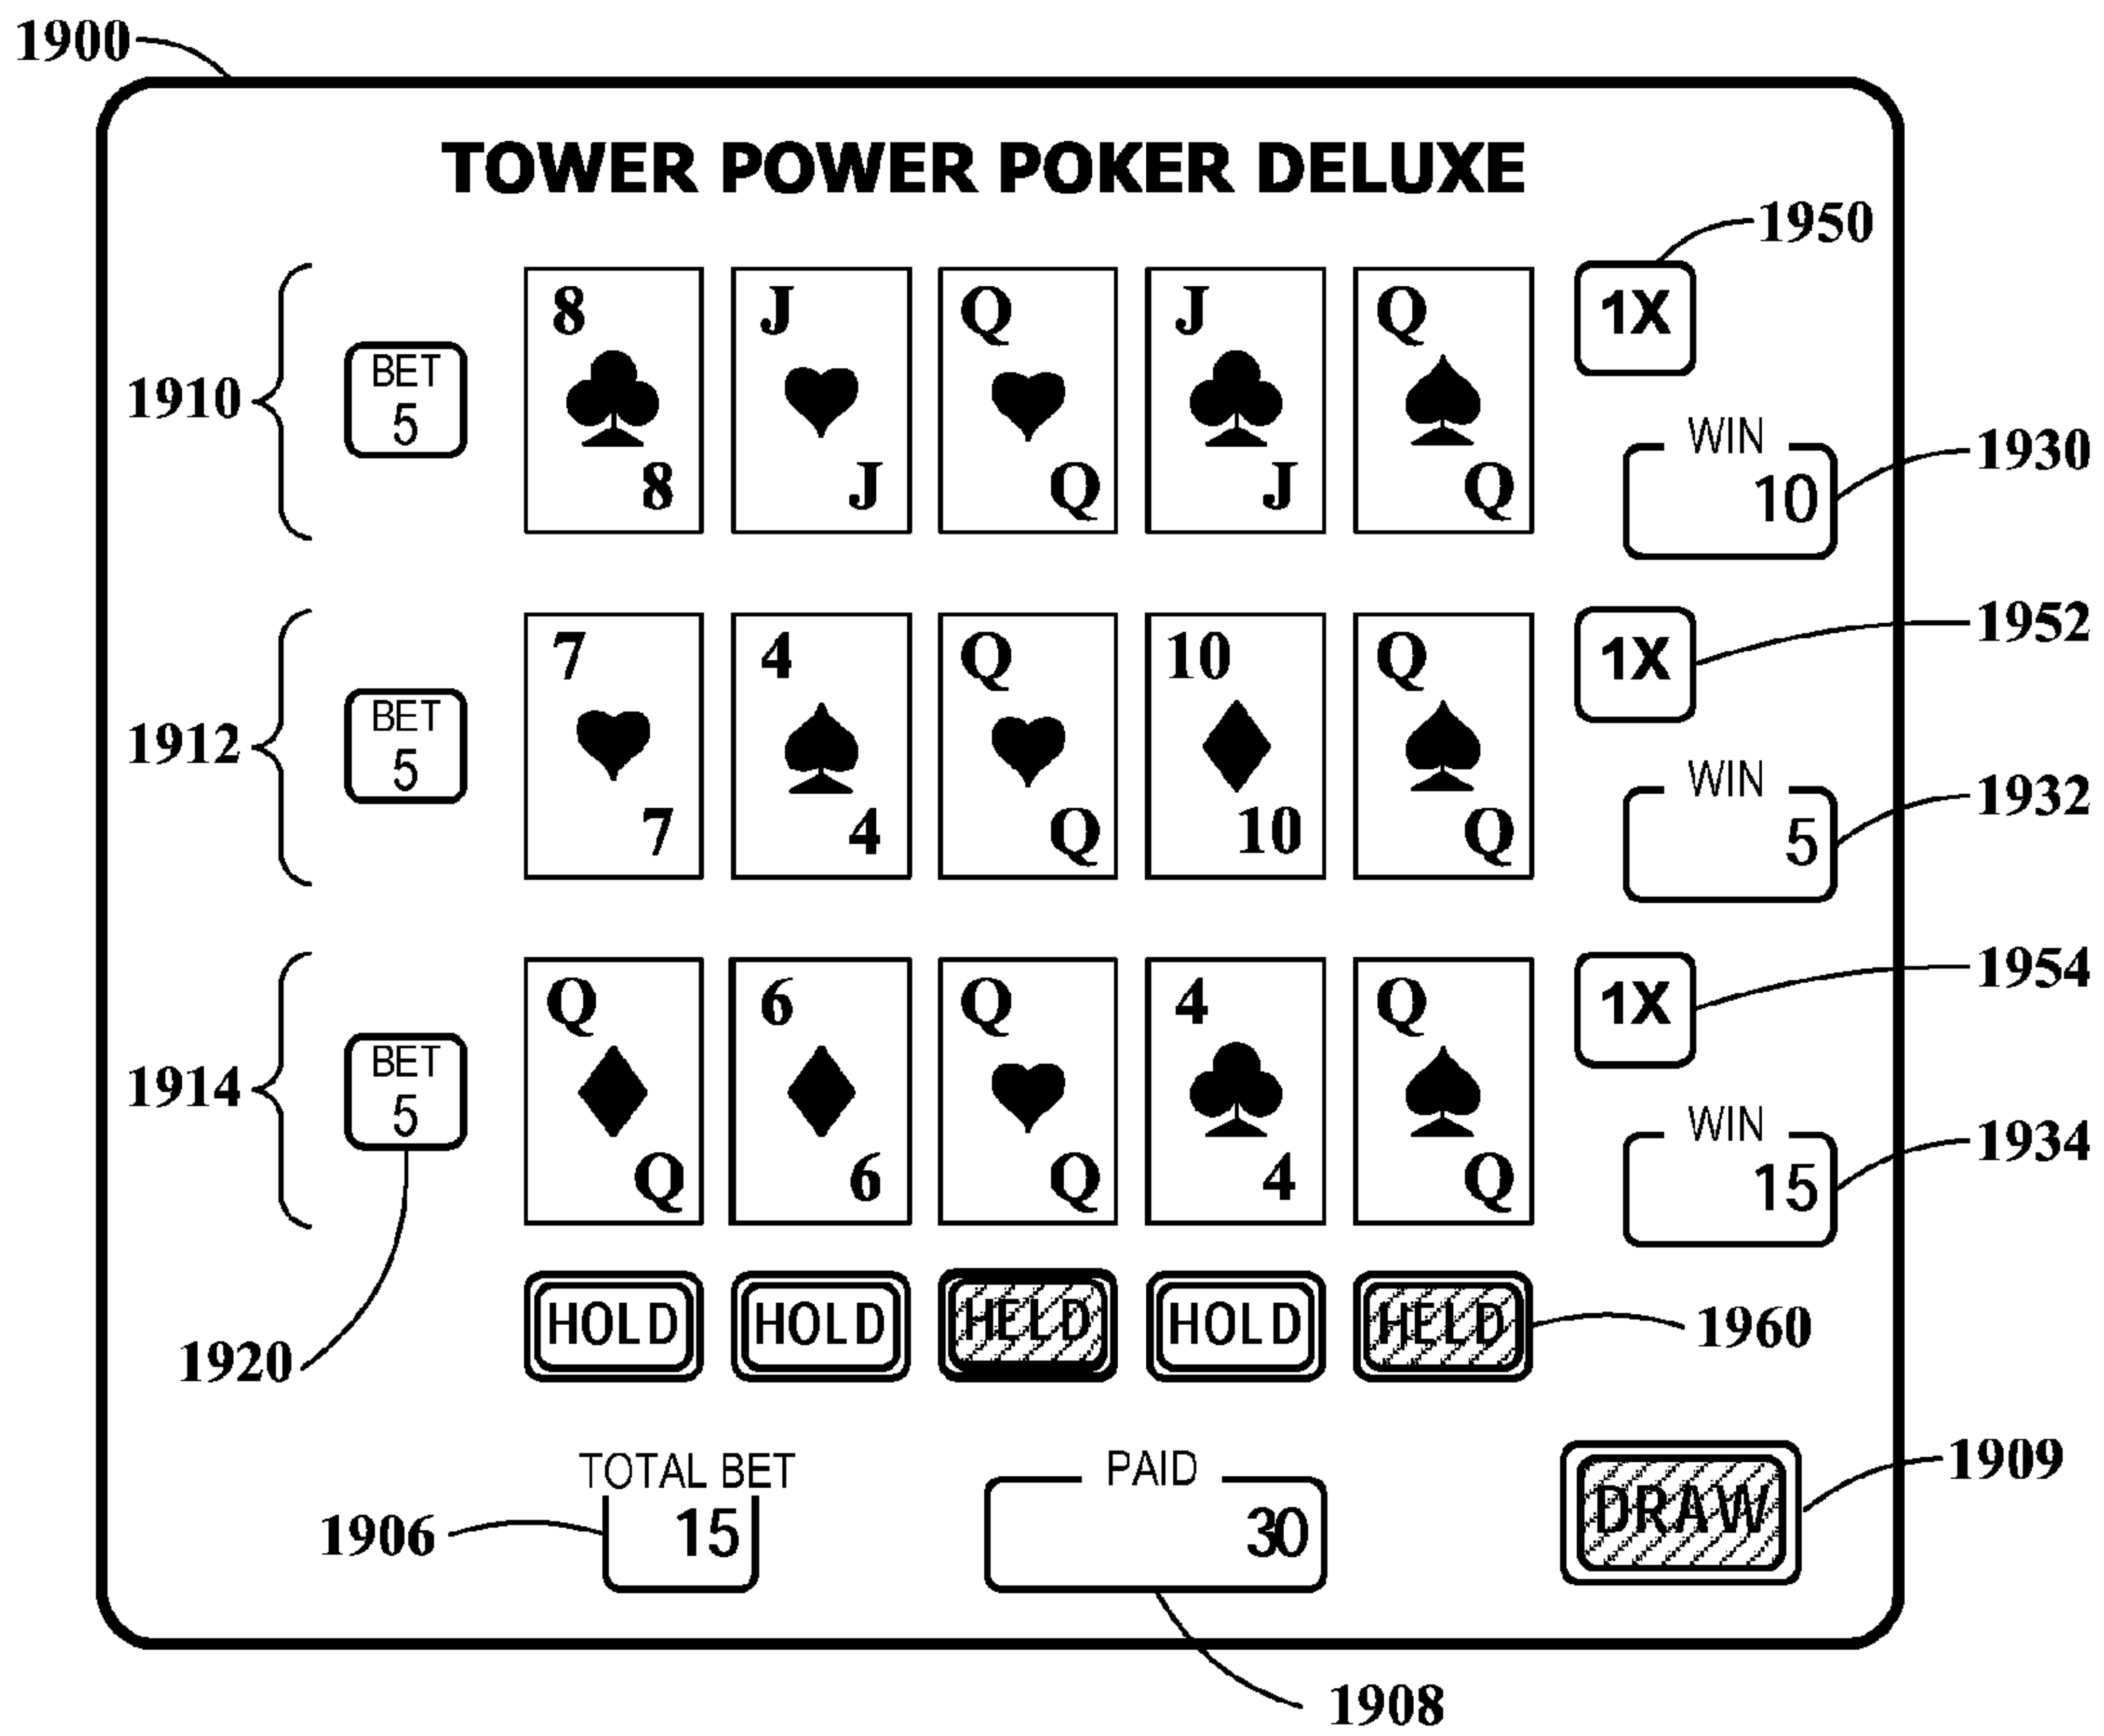 1900
TOWER POWER POKER DELUXE
1950
8 J Q J Q 1X
BET
5
1910
WIN
10
1930
8 J Q J Q
1952
7 4 Q 10 Q 1X
BET
5
1912
WIN
5
1932
7 4 Q 10 Q
1954
Q 6 Q 4 Q 1X
BET
5
1914
WIN
15
1934
Q 6 Q 4 Q
HOLD HOLD HELD HOLD HELD
1960
1920
TOTAL BET
15
1906
PAID
30
DRAW
1909
1908